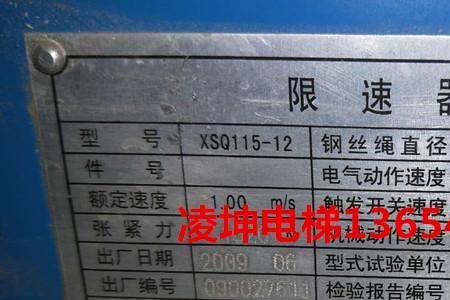 限速器
型号 XSQ115-12 钢丝绳直径
件号 电气动作速度
额定速度 1.00 m/s 触发开关速度
张紧力 N 机械动作速度
凌坤电梯13654
出厂日期 2009 06 型式试验单位
出厂编号 090027611 检验报告编号